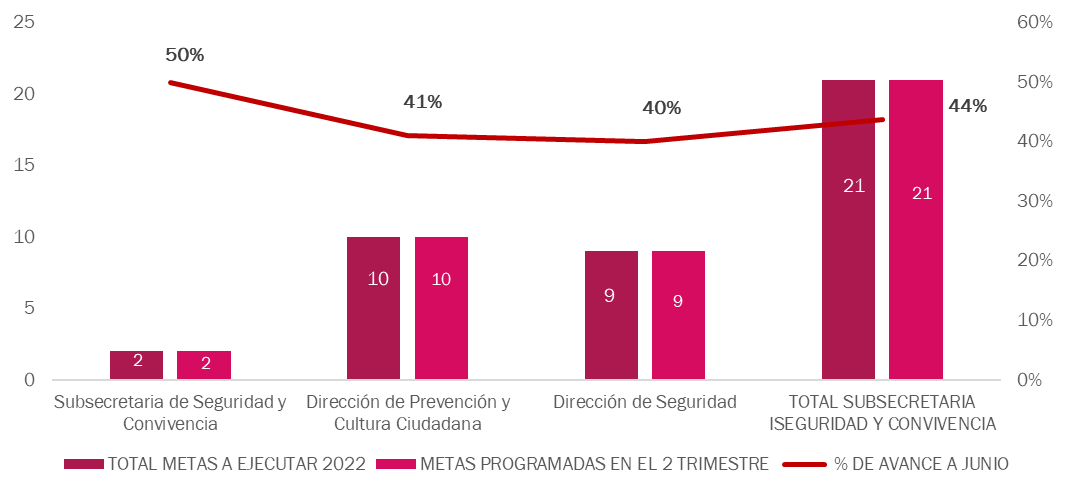 25
20
15
10
5
0
60%
50%
40%
30%
20%
10%
0%
50%
41%
40%
44%
2
2
10
10
9
9
21
21
Subsecretaria de Seguridad y
Convivencia
Dirección de Prevención y
Cultura Ciudadana
Dirección de Seguridad
TOTAL SUBSECRETARIA
ISEGURIDAD Y CONVIVENCIA
TOTAL METAS A EJECUTAR 2022
METAS PROGRAMADAS EN EL 2 TRIMESTRE
% DE AVANCE A JUNIO